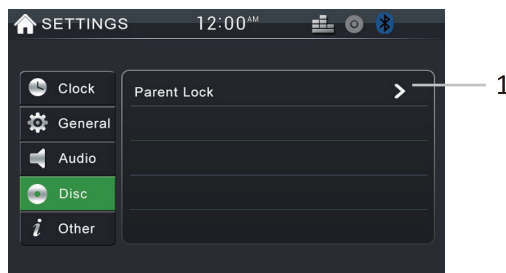 SETTINGS 12:00AM
Clock
Parent Lock
1
General
Audio
Disc
i Other